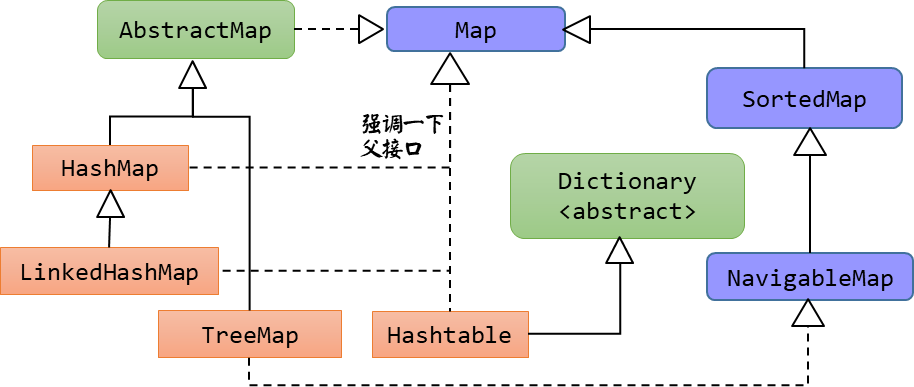 AbstractMap
Map
SortedMap
强调一下
父接口
HashMap
Dictionary
<abstract>
LinkedHashMap
NavigableMap
TreeMap
Hashtable